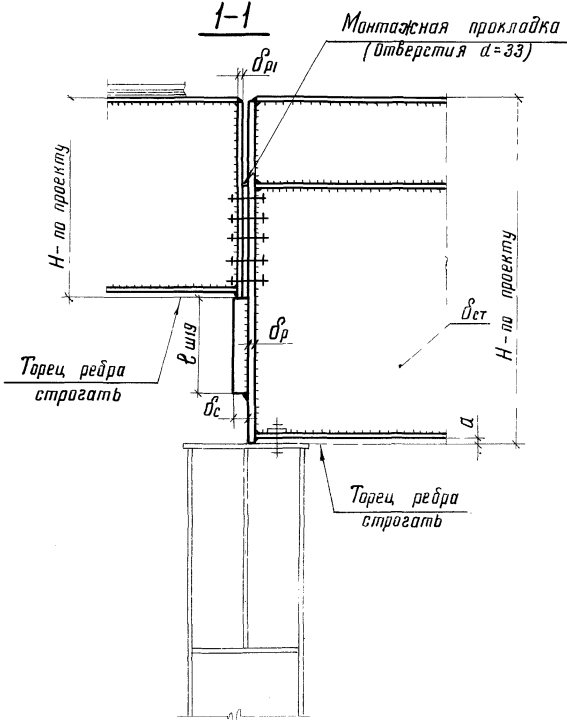 1-1
Монтажная прокладка
(Отверстия d=33)
δр1
H- по проекту
H- по проекту
ℓ шлд
δр
δст
Торец ребра
строгать
δс
a
Торец ребра
строгать